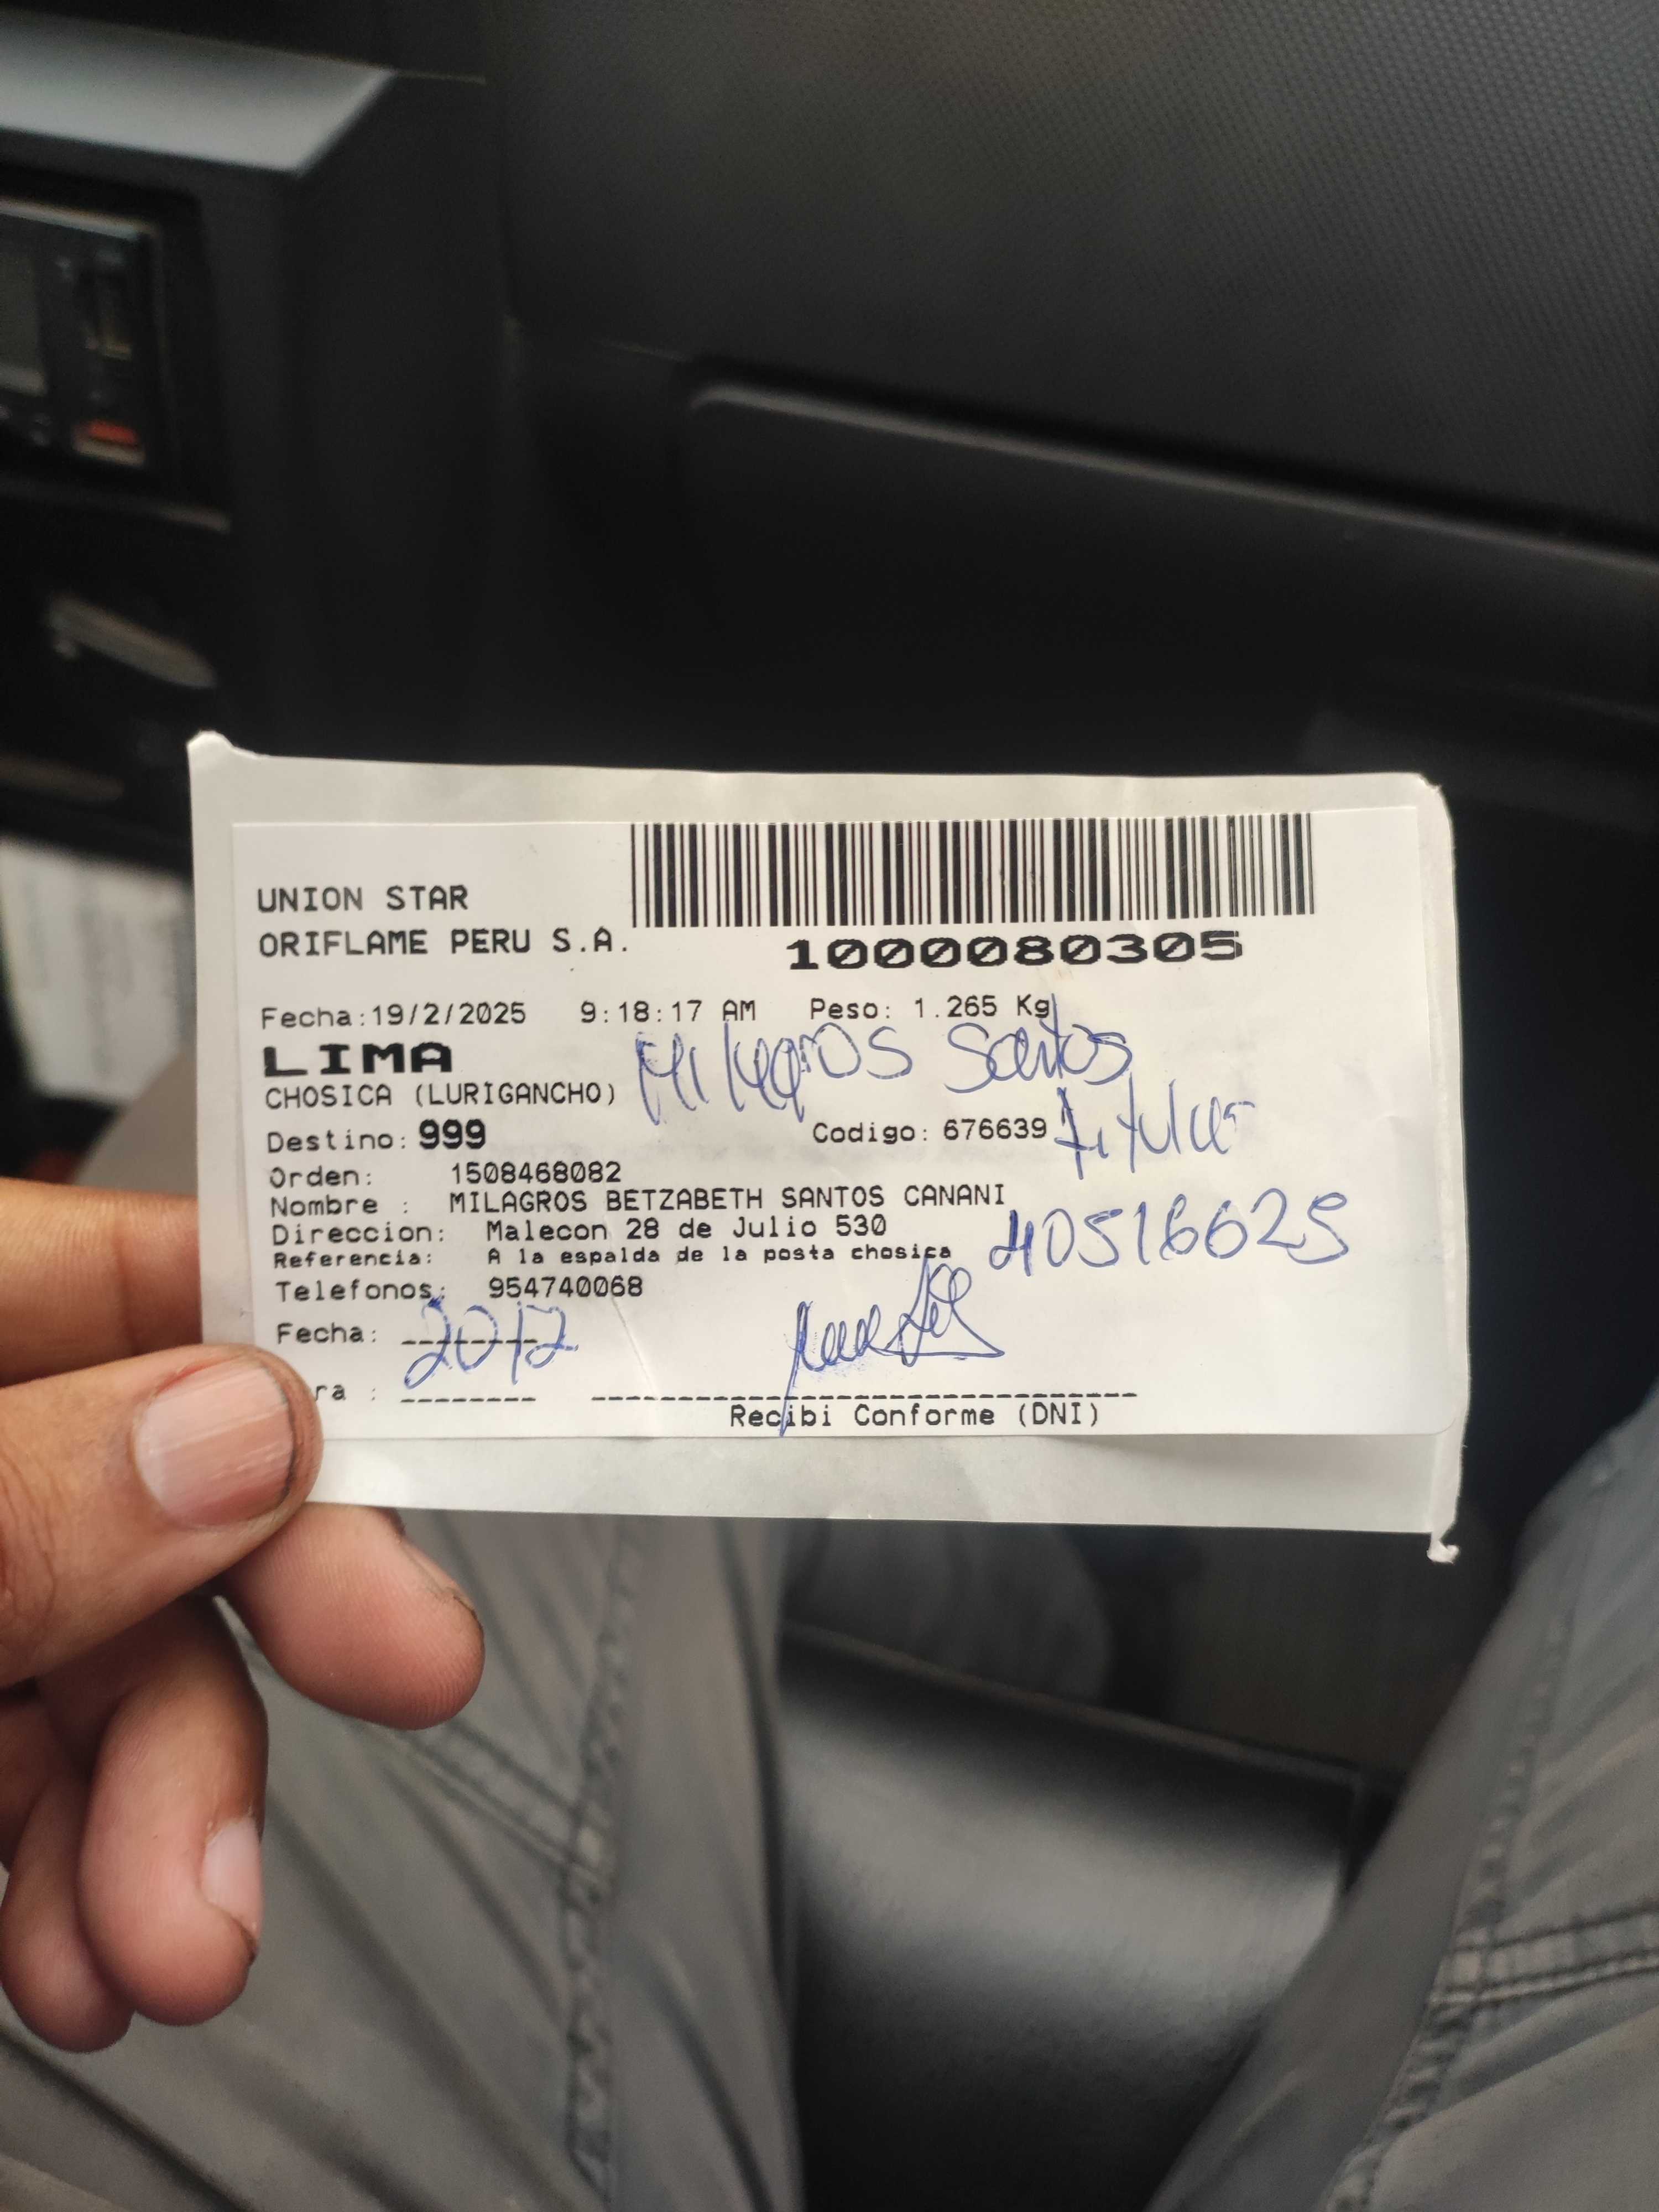 UNION STAR
ORIFLAME PERU S.A.
1000080305
Fecha:19/2/2025 9:18:17 AM Peso: 1.265 Kg
LIMA
Milagros Santos
CHOSICA (LURIGANCHO)
Titular
Destino: 999 Codigo: 676639
Orden: 1508468082
Nombre : MILAGROS BETZABETH SANTOS CANANI
Direccion: Malecon 28 de Julio 530
40516625
Referencia: A la espalda de la posta chosica
Telefonos: 954740068
Fecha: 20/2
ra :
Recibi Conforme (DNI)